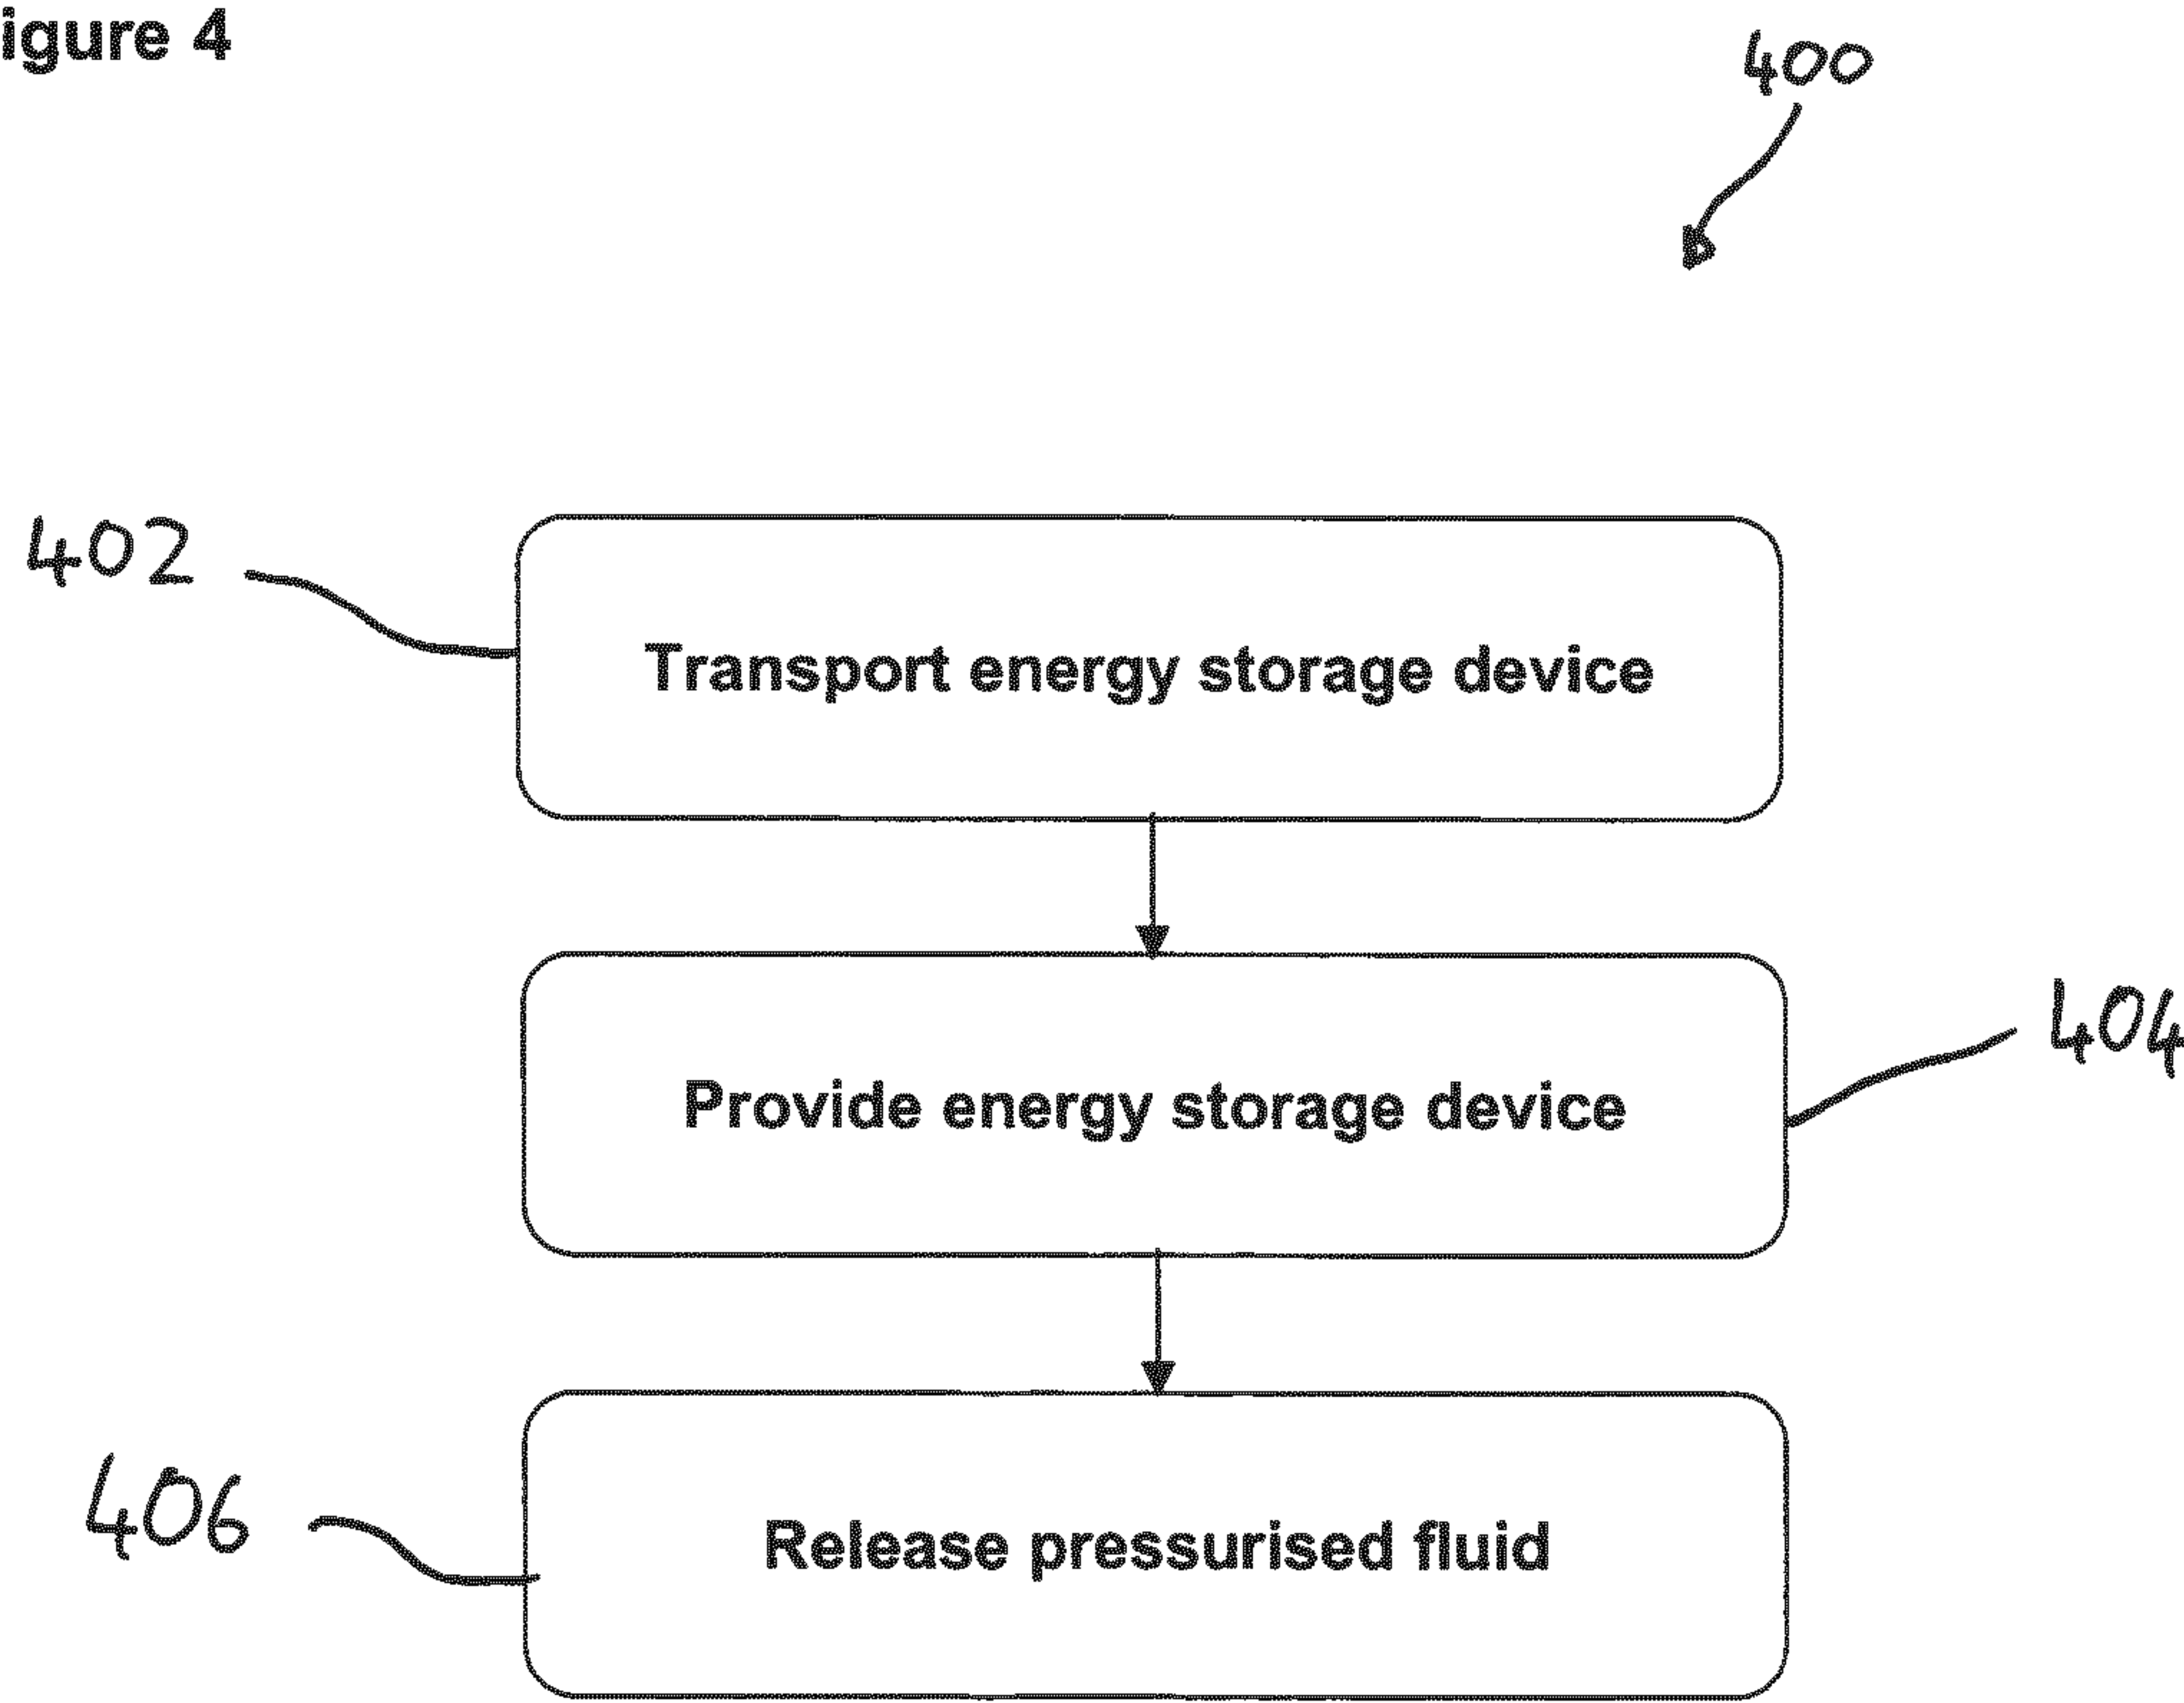 igure 4
400
402
Transport energy storage device
404
Provide energy storage device
406
Release pressurised fluid